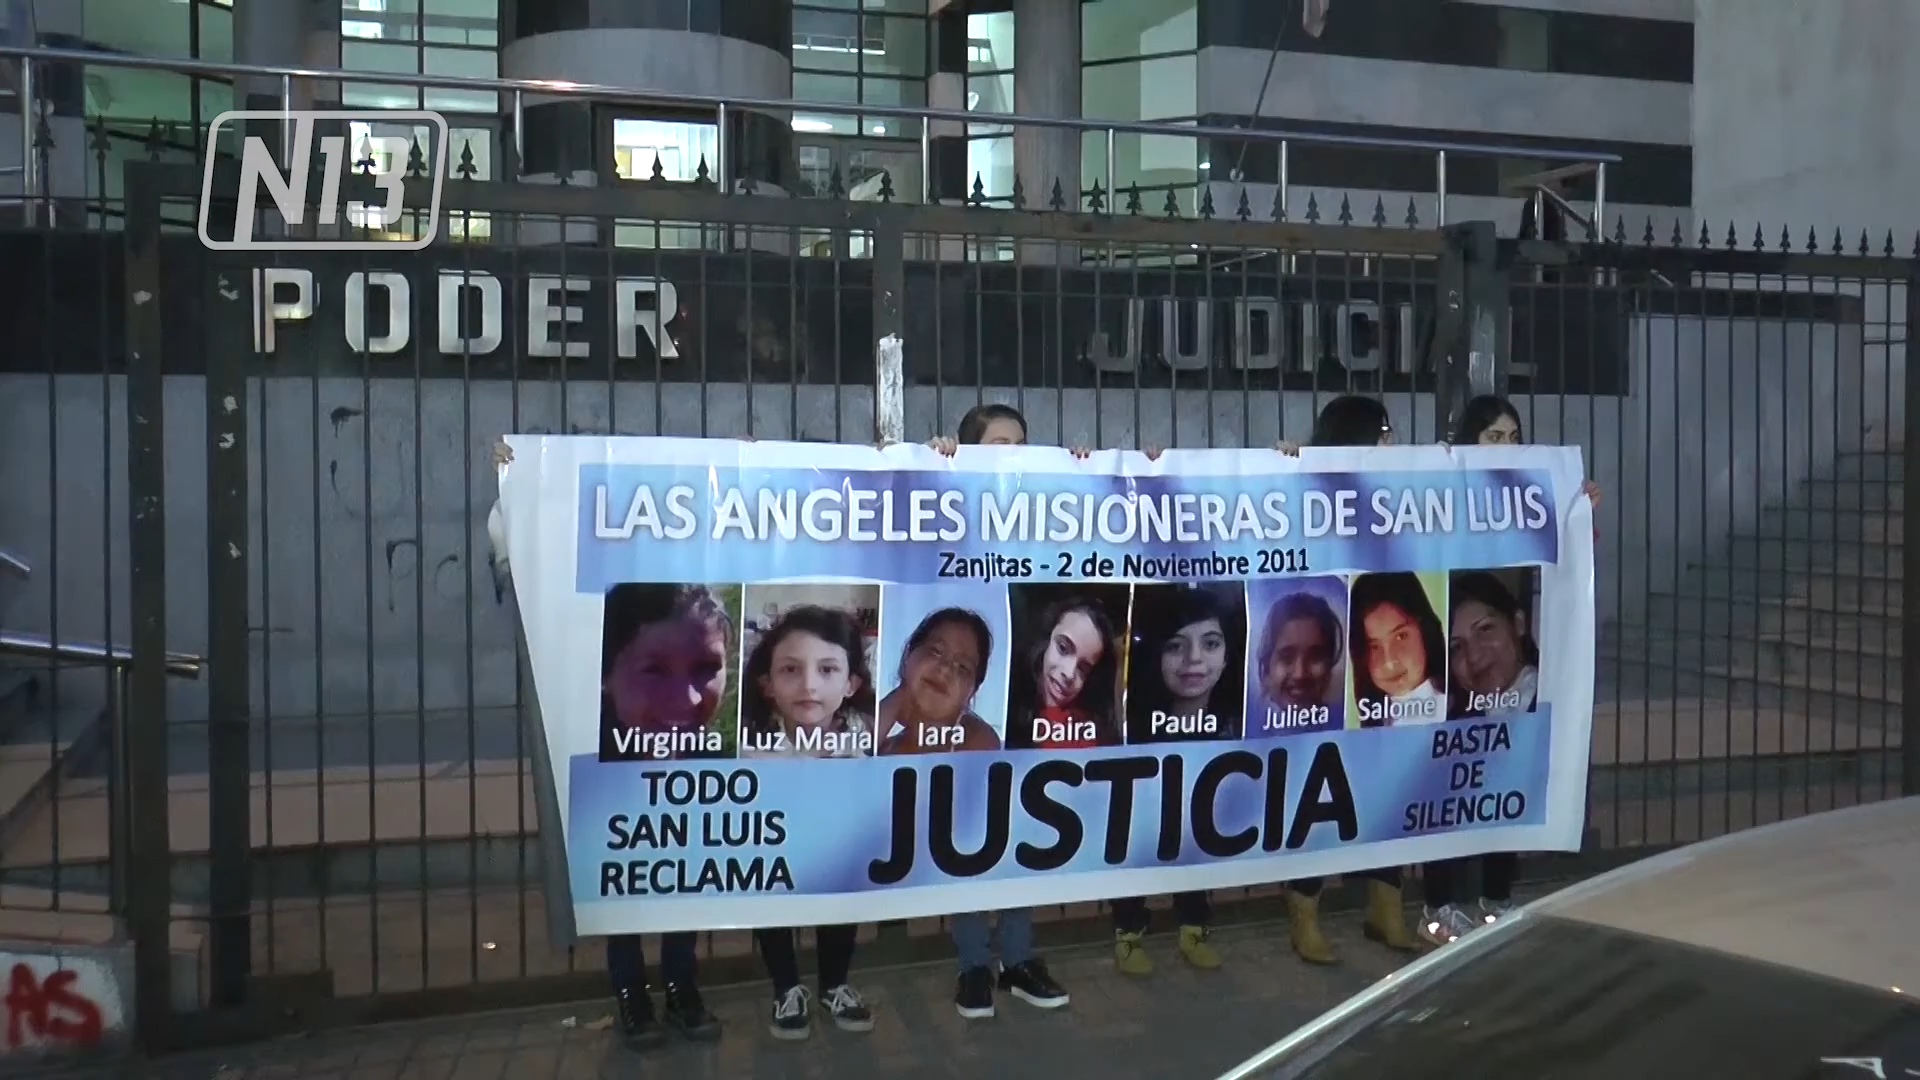 N13
PODER JUDICIAL
LAS ANGELES MISIONERAS DE SAN LUIS
Zanjitas - 2 de Noviembre 2011
Virginia
Luz Maria
Iara
Daira
Paula
Julieta
Salome
Jesica
TODO
SAN LUIS
RECLAMA
JUSTICIA
BASTA
DE
SILENCIO
AS